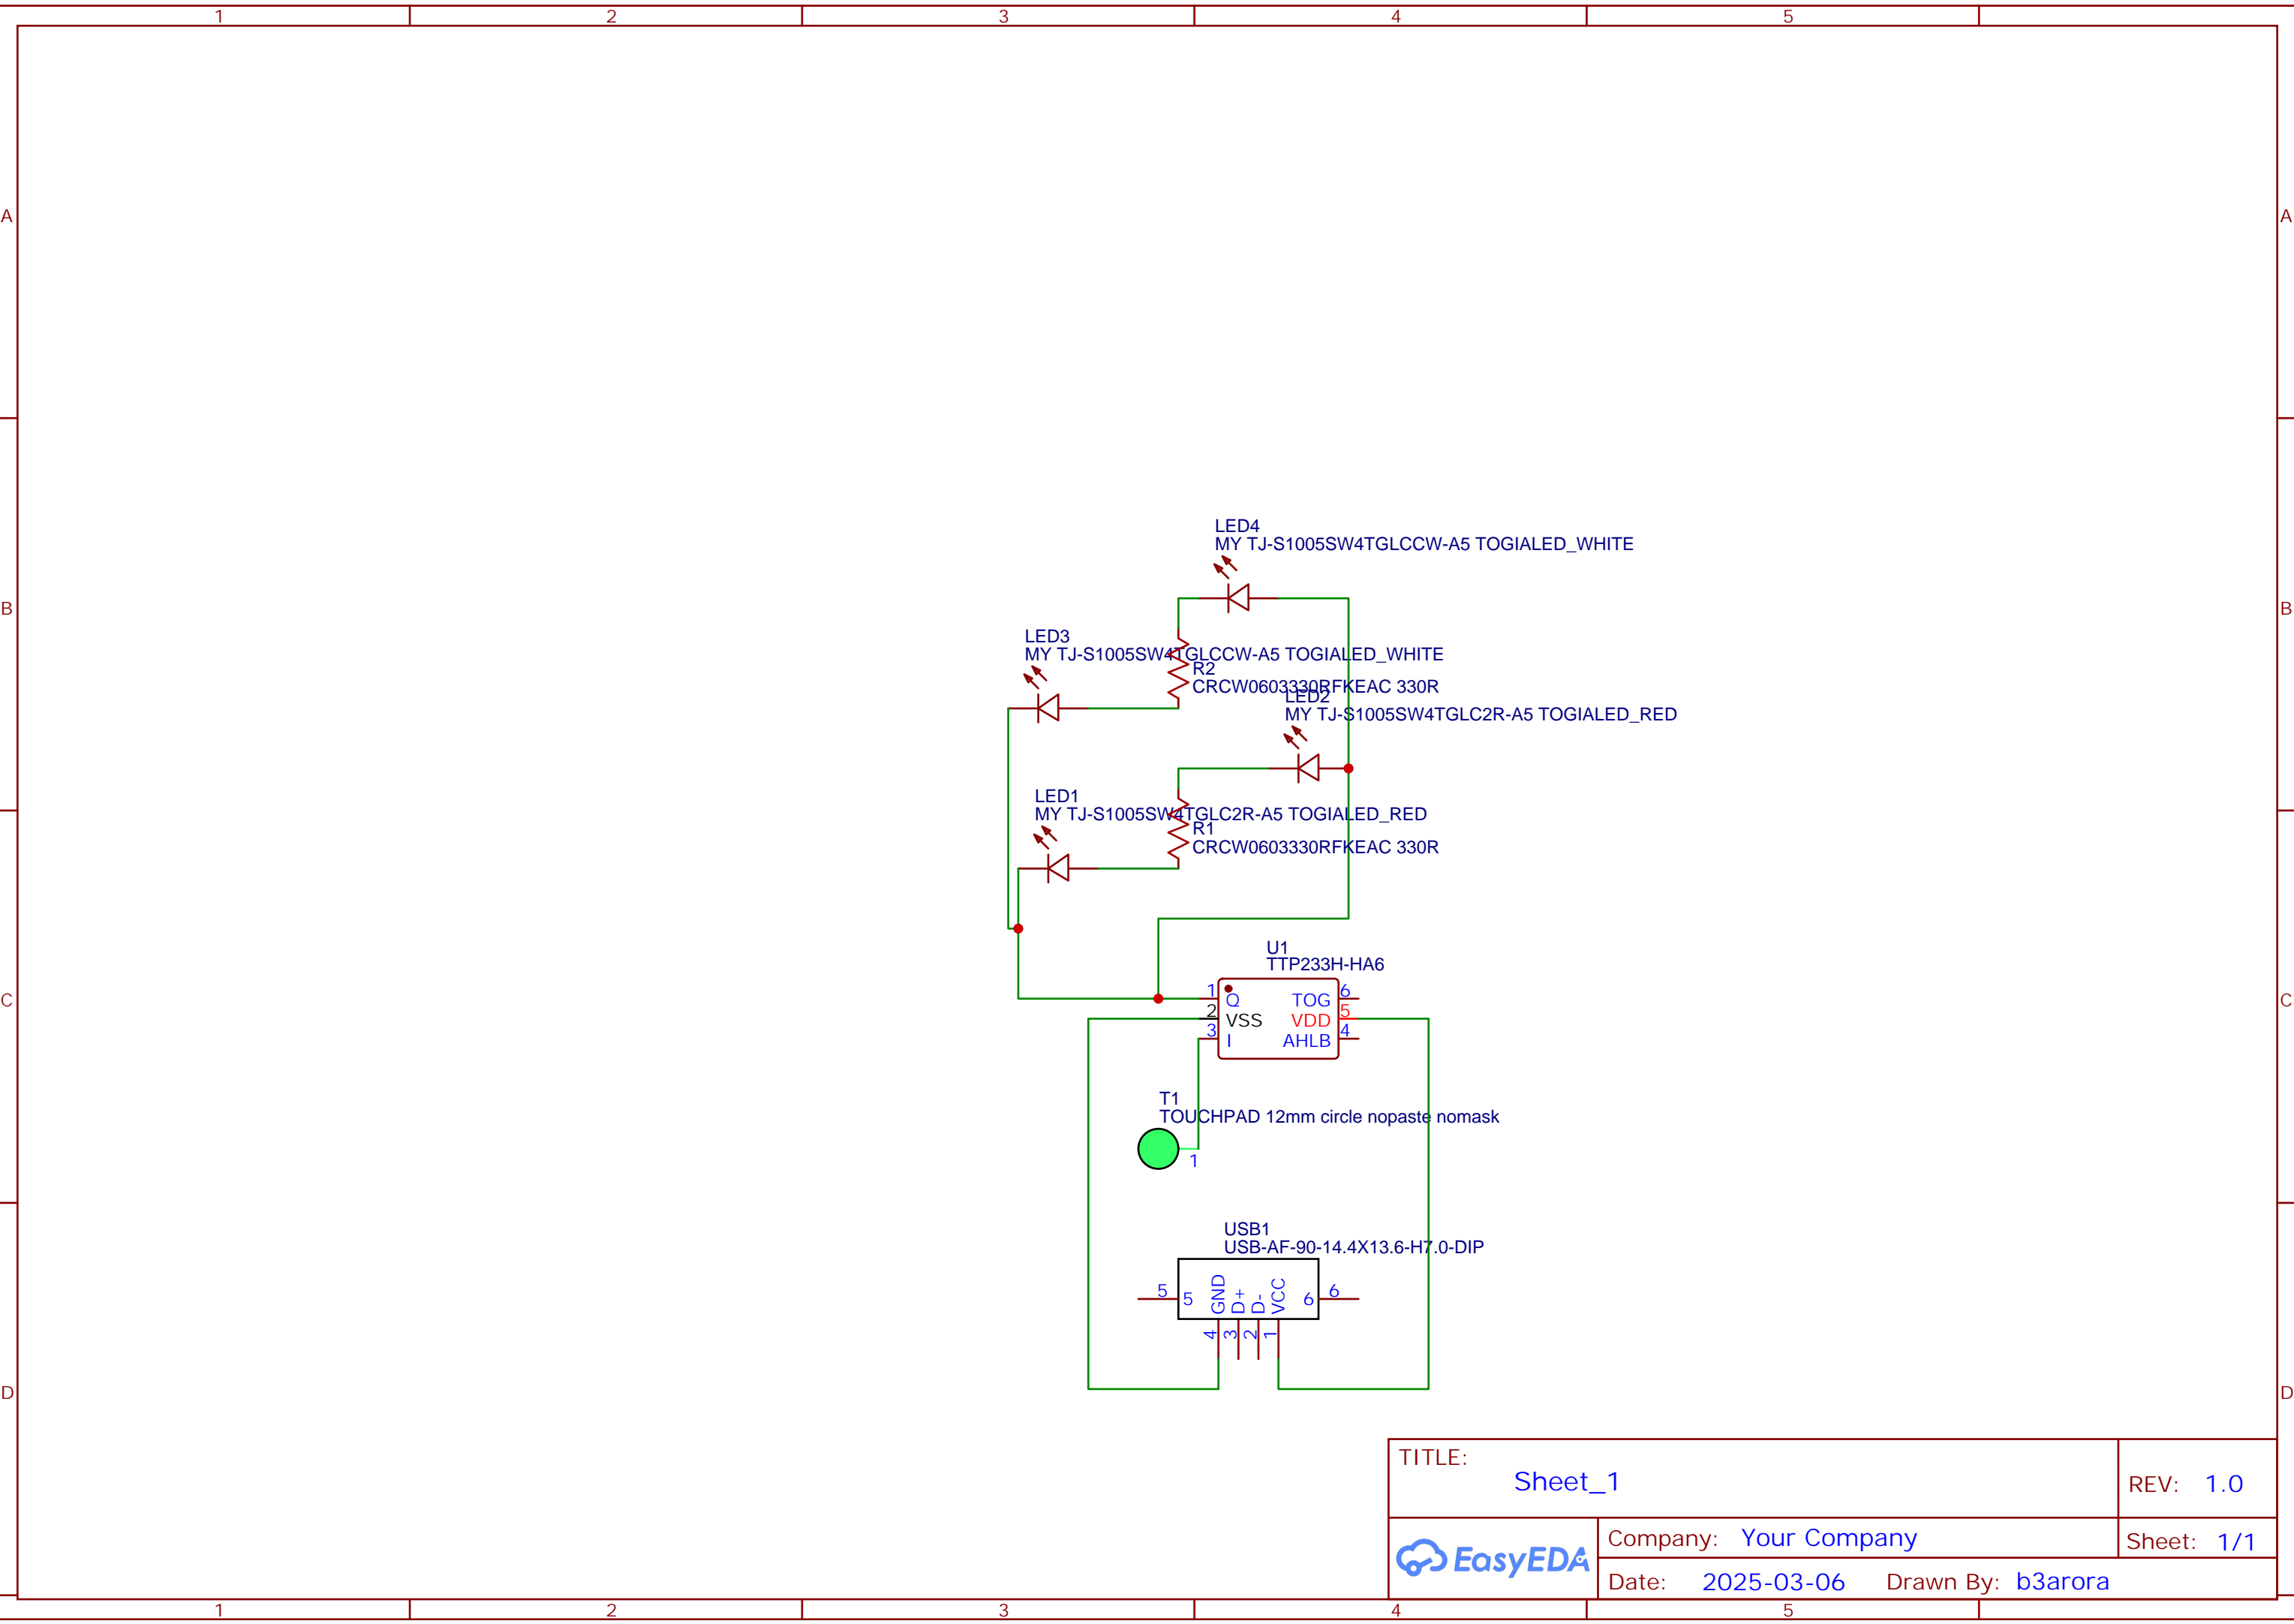 1 2 3 4 5
A A
LED4
MY TJ-S1005SW4TGLCCW-A5 TOGIALED_WHITE
B B
LED3
MY TJ-S1005SW4TGLCCW-A5 TOGIALED_WHITE
R2
CRCW0603330RFKEAC 330R
LED2
MY TJ-S1005SW4TGLC2R-A5 TOGIALED_RED
LED1
MY TJ-S1005SW4TGLC2R-A5 TOGIALED_RED
R1
CRCW0603330RFKEAC 330R
U1
TTP233H-HA6
C C
1 Q TOG 6
2 VSS VDD 5
3 I AHLB 4
T1
TOUCHPAD 12mm circle nopaste nomask
1
USB1
USB-AF-90-14.4X13.6-H7.0-DIP
5 5 GND D+ D- VCC 6 6
4 3 2 1
D D
TITLE:
Sheet_1
REV: 1.0
EasyEDA
Company: Your Company
Sheet: 1/1
Date: 2025-03-06 Drawn By: b3arora
1 2 3 4 5